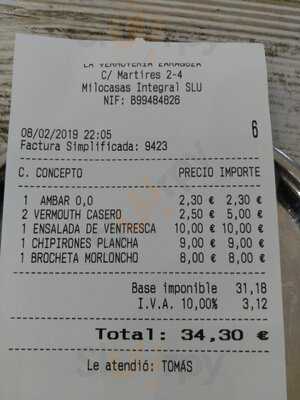 LA VERMUTERIA ZARAGOZA
C/ Martires 2-4
Milocasas Integral SLU
NIF: B99484826
08/02/2019 22:05 6
Factura Simplificada: 9423
C. CONCEPTO PRECIO IMPORTE
1 AMBAR 0,0 2,30 € 2,30 €
2 VERMOUTH CASERO 2,50 € 5,00 €
1 ENSALADA DE VENTRESCA 10,00 € 10,00 €
1 CHIPIRONES PLANCHA 9,00 € 9,00 €
1 BROCHETA MORLONCHO 8,00 € 8,00 €
Base imponible 31,18
I.V.A. 10,00% 3,12
Total: 34,30 €
Le atendió: TOMÁS